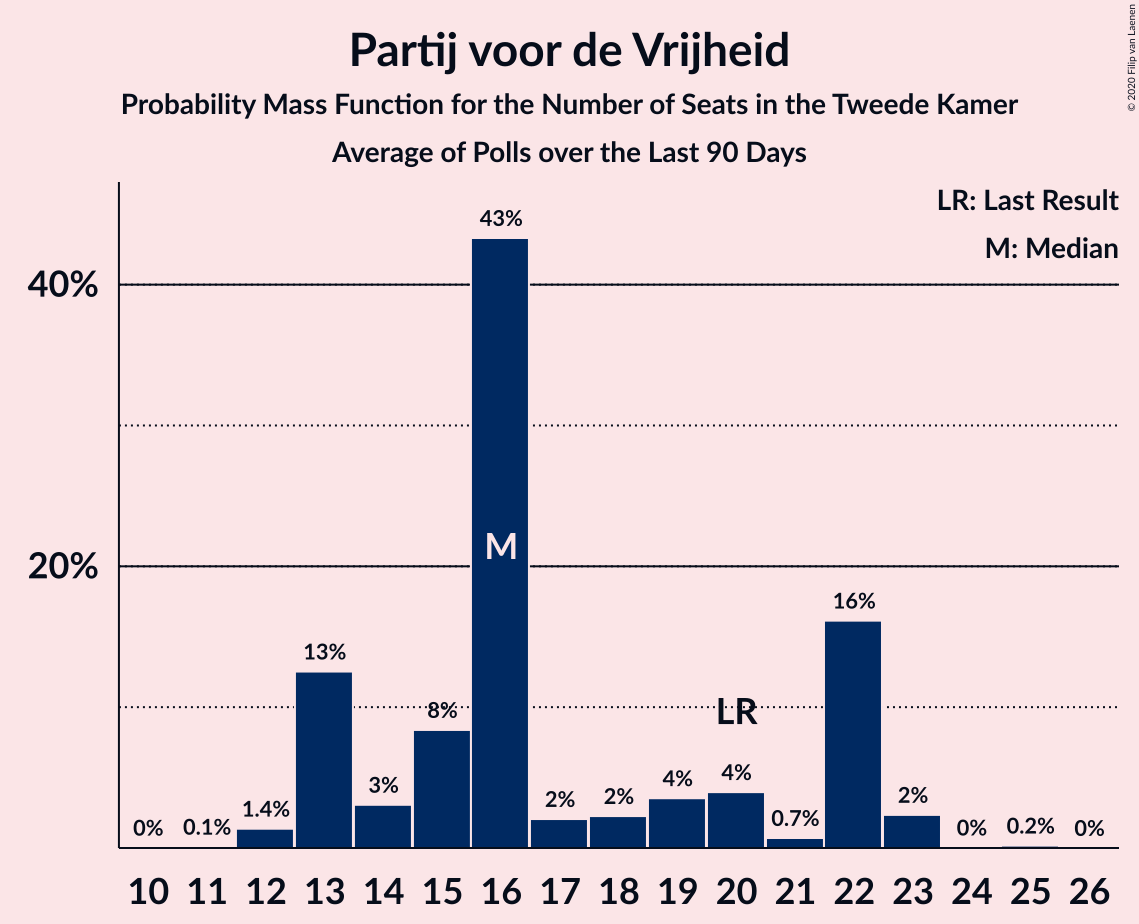 Partij voor de Vrijheid
Probability Mass Function for the Number of Seats in the Tweede Kamer
Average of Polls over the Last 90 Days
© 2020 Filip van Laenen
LR: Last Result
M: Median
40%
20%
0%
0.1%
1.4%
13%
3%
8%
43%
2%
2%
4%
4%
0.7%
16%
2%
0%
0.2%
0%
M
LR
10 11 12 13 14 15 16 17 18 19 20 21 22 23 24 25 26